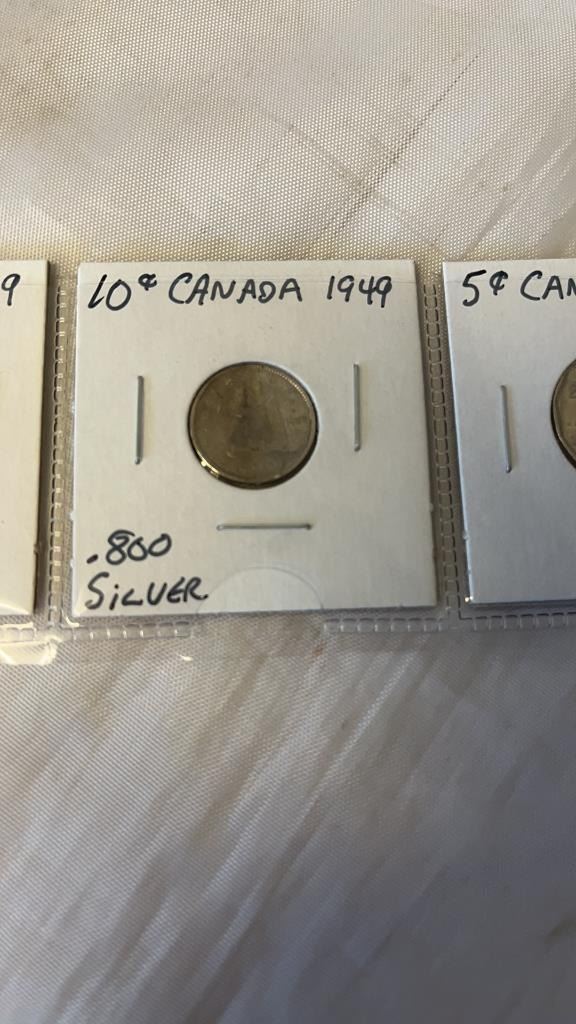 9
10¢ CANADA 1949
5¢ CAN
.800
SILVER.